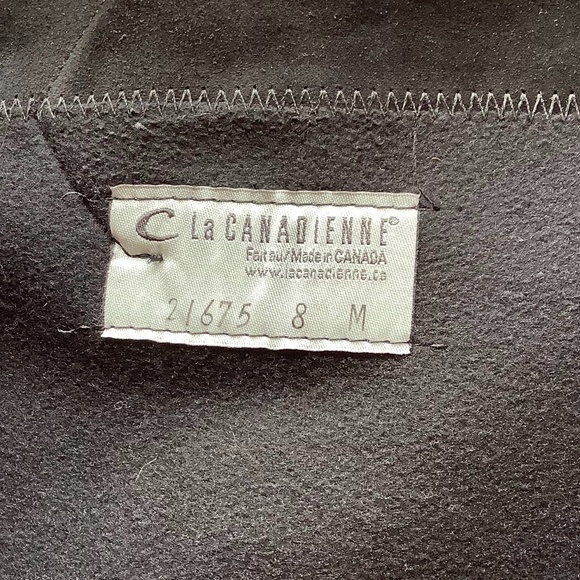 C La CANADIENNE®
Fait au/Made in CANADA
www.lacanadienne.ca
21675 8 M